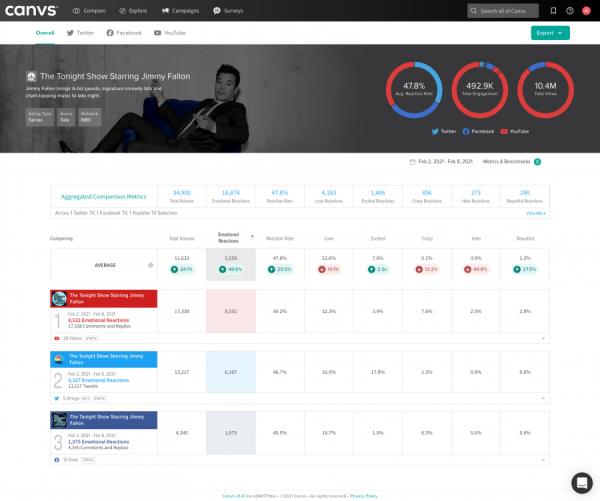 canvs
Compare
Explore
Campaigns
Surveys
Search all of Canvs
A
Overall
Twitter
Facebook
YouTube
Export
The Tonight Show Starring Jimmy Fallon
Jimmy Fallon brings A-list guests, signature comedy bits and
chart-topping music to late night.
Airing Type
Series
Genre
Talk
Network
NBC
47.8%
Avg. Reaction Rate
492.9K
Total Engagement
10.4M
Total Views
Twitter
Facebook
YouTube
Feb 2, 2021 - Feb 8, 2021
Metrics & Benchmarks
Aggregated Comparison Metrics
34,900
Total Volume
16,674
Emotional Reactions
47.8%
Reaction Rate
4,163
Love Reactions
1,446
Excited Reactions
856
Crazy Reactions
373
Hate Reactions
290
Beautiful Reactions
Across 1 Twitter TV, 1 Facebook TV, 1 Youtube TV Selection
View More
Comparing
Total Volume
Emotional
Reactions
Reaction Rate
Love
Excited
Crazy
Hate
Beautiful
AVERAGE
11,633
24.1%
5,558
49.6%
47.8%
20.5%
22.6%
10.1%
7.6%
2.0x
5.1%
13.2%
3.0%
49.8%
1.3%
27.5%
The Tonight Show Starring Jimmy
Fallon
1
Feb 2, 2021 - Feb 8, 2021
8,532 Emotional Reactions
17,338 Comments and Replies
17,338
8,532
49.2%
32.3%
3.9%
7.6%
2.5%
2.8%
26 Videos
STATIC
The Tonight Show Starring Jimmy
Fallon
2
Feb 2, 2021 - Feb 8, 2021
6,167 Emotional Reactions
13,217 Tweets
13,217
6,167
46.7%
16.9%
17.8%
1.3%
0.8%
0.6%
5 Airings
STATIC
The Tonight Show Starring Jimmy
Fallon
3
Feb 2, 2021 - Feb 8, 2021
1,975 Emotional Reactions
4,345 Comments and Replies
4,345
1,975
45.5%
18.7%
1.0%
6.5%
5.6%
0.6%
12 Posts
STATIC
© 2021 Canvs - All rights reserved -
Privacy Policy